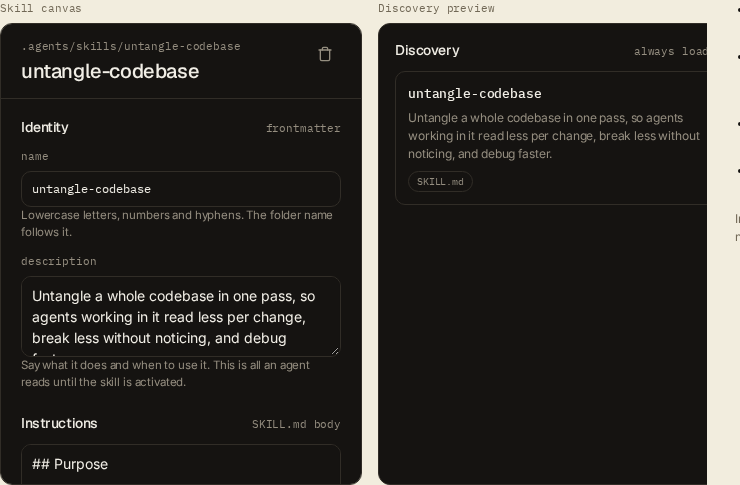 Skill canvas
.agents/skills/untangle-codebase
untangle-codebase
Identity
frontmatter
name
untangle-codebase
Lowercase letters, numbers and hyphens. The folder name
follows it.
description
Untangle a whole codebase in one pass, so
agents working in it read less per change,
break less without noticing, and debug
Say what it does and when to use it. This is all an agent
reads until the skill is activated.
Instructions
SKILL.md body
## Purpose
Discovery preview
Discovery
always load
untangle-codebase
Untangle a whole codebase in one pass, so agents
working in it read less per change, break less without
noticing, and debug faster.
SKILL.md